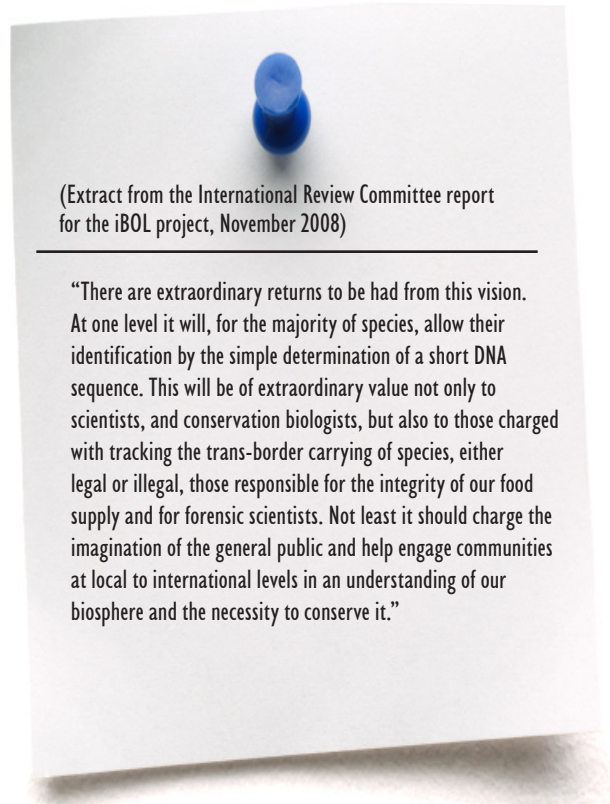 (Extract from the International Review Committee report
for the iBOL project, November 2008)
“There are extraordinary returns to be had from this vision.
At one level it will, for the majority of species, allow their
identification by the simple determination of a short DNA
sequence. This will be of extraordinary value not only to
scientists, and conservation biologists, but also to those charged
with tracking the trans-border carrying of species, either
legal or illegal, those responsible for the integrity of our food
supply and for forensic scientists. Not least it should charge the
imagination of the general public and help engage communities
at local to international levels in an understanding of our
biosphere and the necessity to conserve it.”